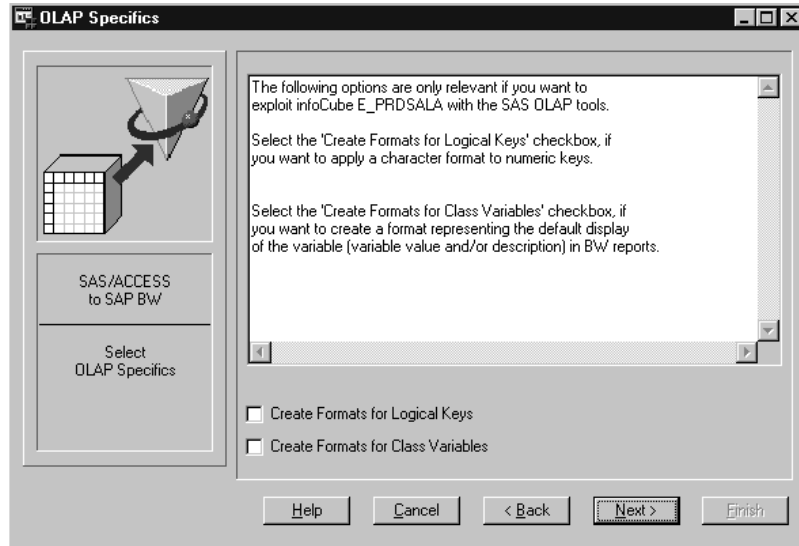 OLAP Specifics
The following options are only relevant if you want to
exploit infoCube E_PRDSALA with the SAS OLAP tools.
Select the 'Create Formats for Logical Keys' checkbox, if
you want to apply a character format to numeric keys.
Select the 'Create Formats for Class Variables' checkbox, if
you want to create a format representing the default display
of the variable (variable value and/or description) in BW reports.
SAS/ACCESS
to SAP BW
Select
OLAP Specifics
Create Formats for Logical Keys
Create Formats for Class Variables
Help Cancel < Back Next > Finish